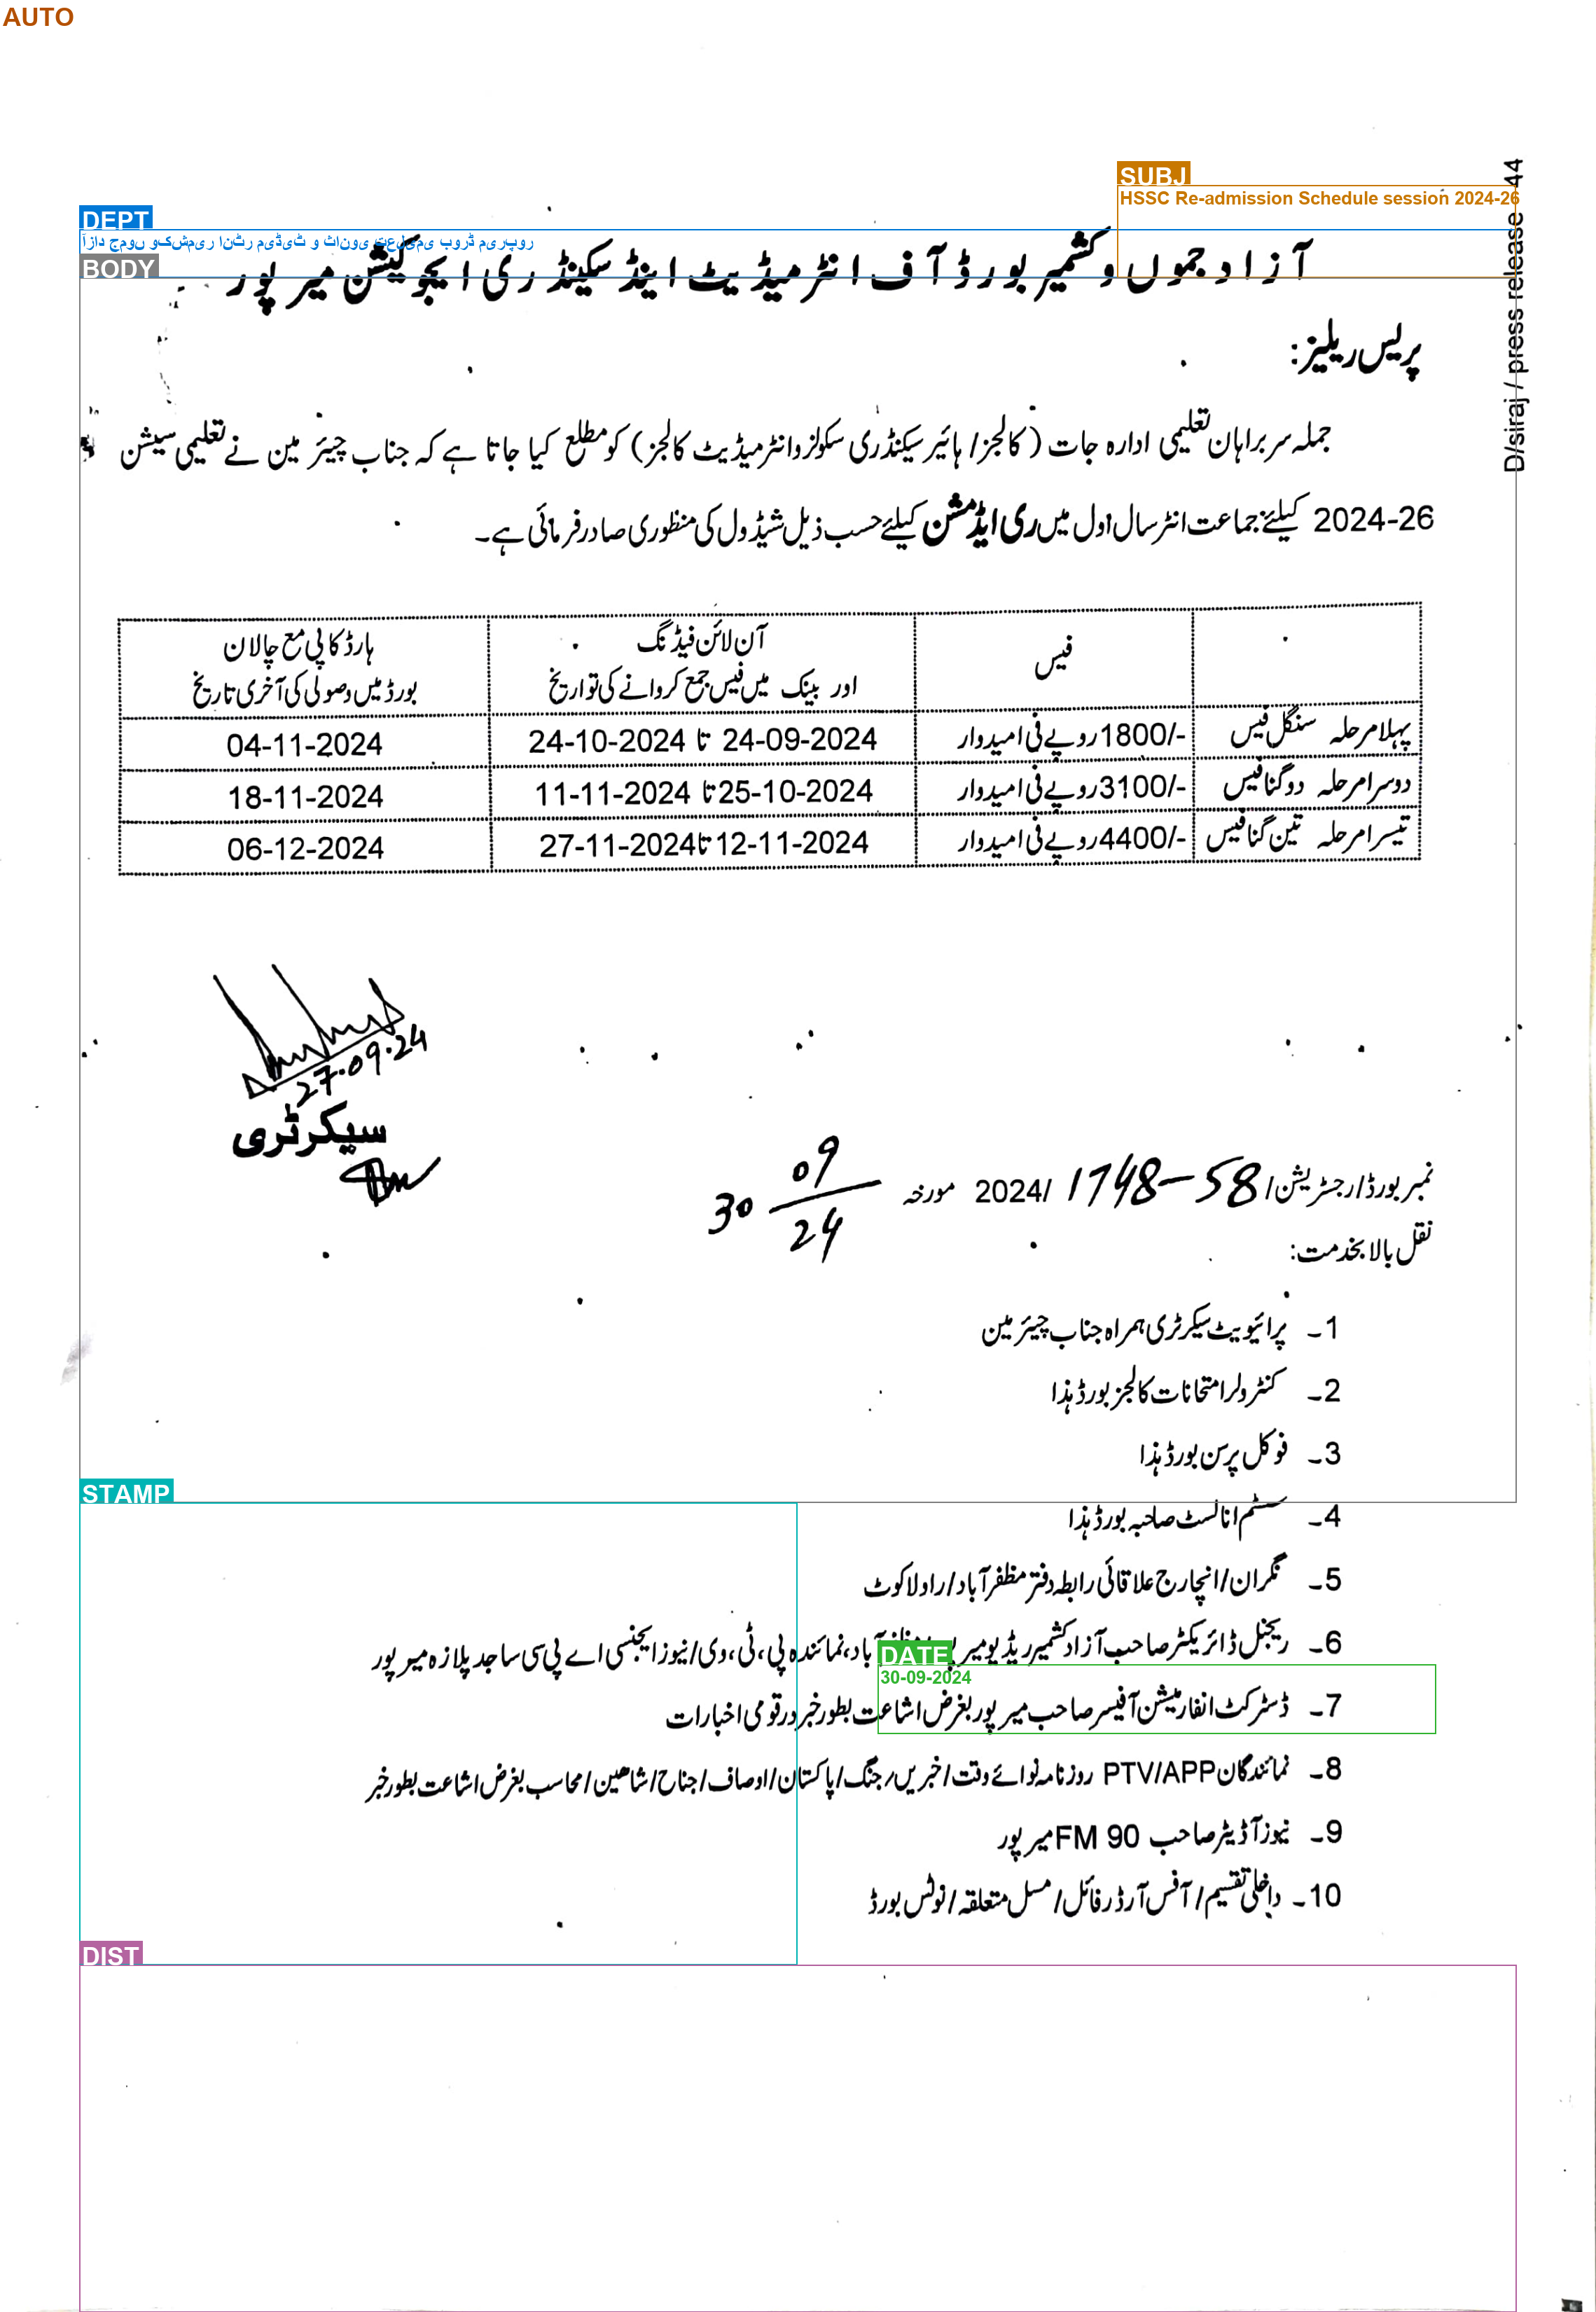 AUTO
SUBJ
HSSC Re-admission Schedule session 2024-26
DEPT
آزاد جموں وکشمیر انٹر میڈیٹ و ثانوی تعلیمی بورڈ میرپور
BODY
D/siraj / press release 44
آزاد جموں وکشمیر بورڈ آف انٹرمیڈیٹ اینڈ سکینڈری ایجوکیشن میرپور
پریس ریلیز:
جملہ سربراہان تعلیمی ادارہ جات (کالجز/ہائیر سیکنڈری سکولز وانٹرمیڈیٹ کالجز) کو مطلع کیا جاتا ہے کہ جناب چیئرمین نے تعلیمی سیشن
2024-26 کیلئے جماعت انٹر سال اول میں ری ایڈمشن کیلئے حسب ذیل شیڈول کی منظوری صادر فرمائی ہے۔
فیس آن لائن فیڈنگ ہارڈ کاپی مع چالان
اور بینک میں فیس جمع کروانے کی تواریخ بورڈ میں وصولی کی آخری تاریخ
پہلا مرحلہ سنگل فیس 1800/- روپے فی امیدوار 24-09-2024 تا 24-10-2024 04-11-2024
دوسرا مرحلہ دوگنا فیس 3100/- روپے فی امیدوار 25-10-2024 تا 11-11-2024 18-11-2024
تیسرا مرحلہ تین گنا فیس 4400/- روپے فی امیدوار 12-11-2024 تا 27-11-2024 06-12-2024
27.09.24
سیکرٹری
نمبر بورڈ/رجسٹریشن/1748-58 /2024 مورخہ 30 09/24
نقل بالا بخدمت:
1۔ پرائیویٹ سیکرٹری ہمراہ جناب چیئرمین
2۔ کنٹرولر امتحانات کالجز بورڈ ہذا
3۔ فوکل پرسن بورڈ ہذا
STAMP
4۔ سسٹم انالسٹ صاحبہ بورڈ ہذا
5۔ نگران/انچارج علاقائی رابطہ دفتر مظفرآباد/راولاکوٹ
6۔ ریجنل ڈائریکٹر صاحب آزاد کشمیر ریڈیو میرپور، مظفرآباد، نمائندہ پی، ٹی، وی/نیوز ایجنسی اے پی سی ساجد پلازہ میرپور
DATE
30-09-2024
7۔ ڈسٹرکٹ انفارمیشن آفیسر صاحب میرپور بغرض اشاعت بطور خبر در قومی اخبارات
8۔ نمائندگان PTV/APP روزنامہ نوائے وقت/خبریں/جنگ/پاکستان/اوصاف/جناح/شاھین/محاسب بغرض اشاعت بطور خبر
9۔ نیوز آڈیٹر صاحب FM 90 میرپور
10۔ داخلی تقسیم/آفس آرڈر فائل/مسل متعلقہ/نوٹس بورڈ
DIST